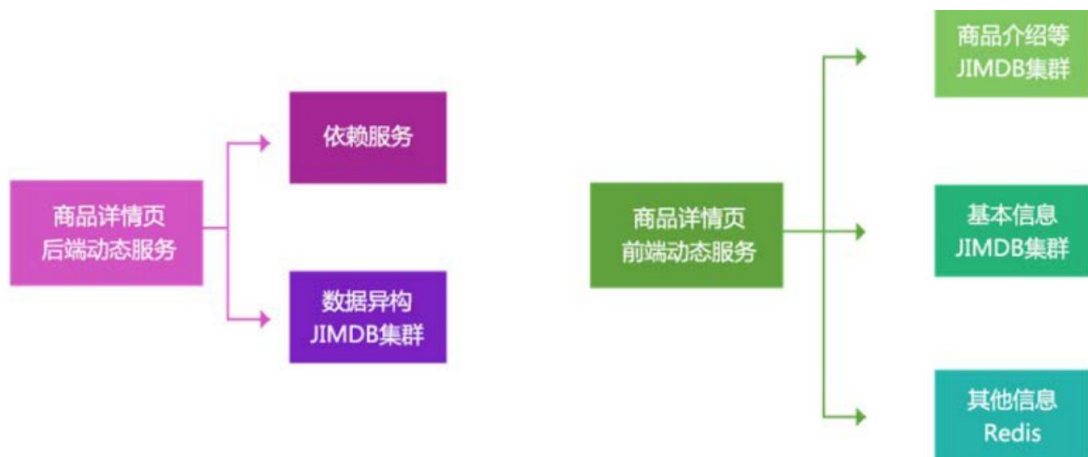 依赖服务
商品详情页
后端动态服务
数据异构
JIMDB集群
商品介绍等
JIMDB集群
商品详情页
前端动态服务
基本信息
JIMDB集群
其他信息
Redis